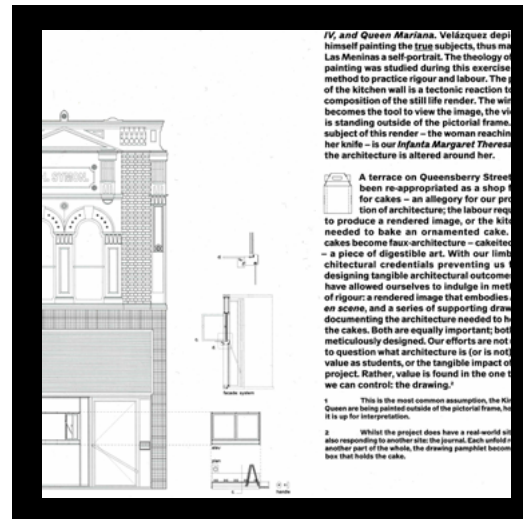 L SYMON.
facade system
elev
plan
handle
IV, and Queen Mariana. Velázquez depi
himself painting the true subjects, thus ma
Las Meninas a self-portrait. The theology of
painting was studied during this exercise
method to practice rigour and labour. The p
of the kitchen wall is a tectonic reaction to
composition of the still life render. The win
becomes the tool to view the image, the vi
is standing outside of the pictorial frame.
subject of this render – the woman reachin
her knife – is our Infanta Margaret Theresa
the architecture is altered around her.
A terrace on Queensberry Street
been re-appropriated as a shop f
for cakes – an allegory for our pro
tion of architecture; the labour requ
to produce a rendered image, or the kitc
needed to bake an ornamented cake.
cakes become faux-architecture – cakeitec
– a piece of digestible art. With our limb
chitectural credentials preventing us f
designing tangible architectural outcome
have allowed ourselves to indulge in met
of rigour: a rendered image that embodies
en scene, and a series of supporting draw
documenting the architecture needed to h
the cakes. Both are equally important; bot
meticulously designed. Our efforts are not
to question what architecture is (or is not)
value as students, or the tangible impact of
project. Rather, value is found in the one t
we can control: the drawing.²
1 This is the most common assumption, the Kin
Queen are being painted outside of the pictorial frame, ho
it is up for interpretation.
2 Whilst the project does have a real-world sit
also responding to another site: the journal. Each unfold r
another part of the whole, the drawing pamphlet becom
box that holds the cake.